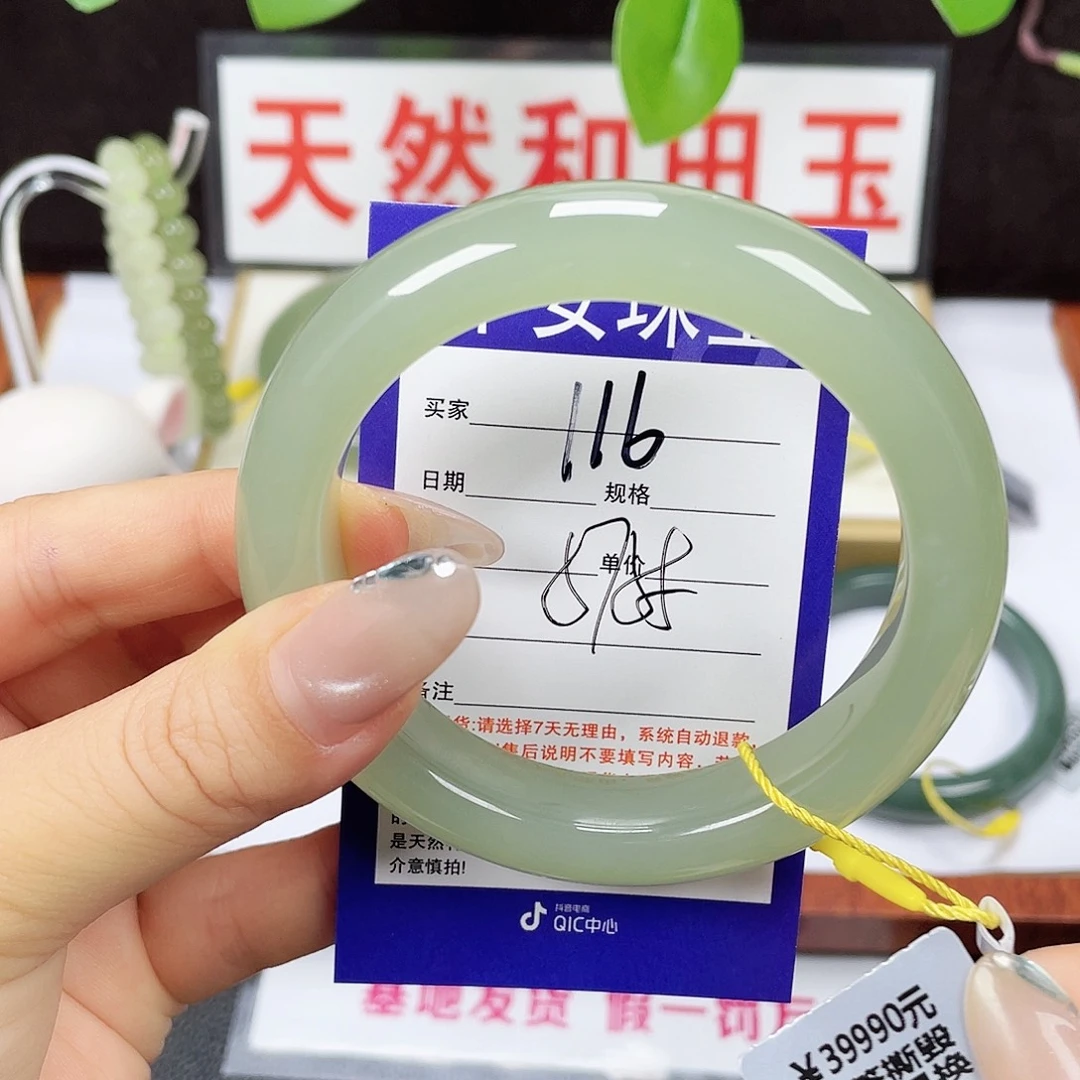 天然和田玉
买家 116
日期 规格
单价
备注
货:请选择7天无理由，系统自动退款，
售后说明不要填写内容，
是天然
介意慎拍!
抖音电商
QIC中心
基地发货 假一罚
￥39990元
撕毁
换